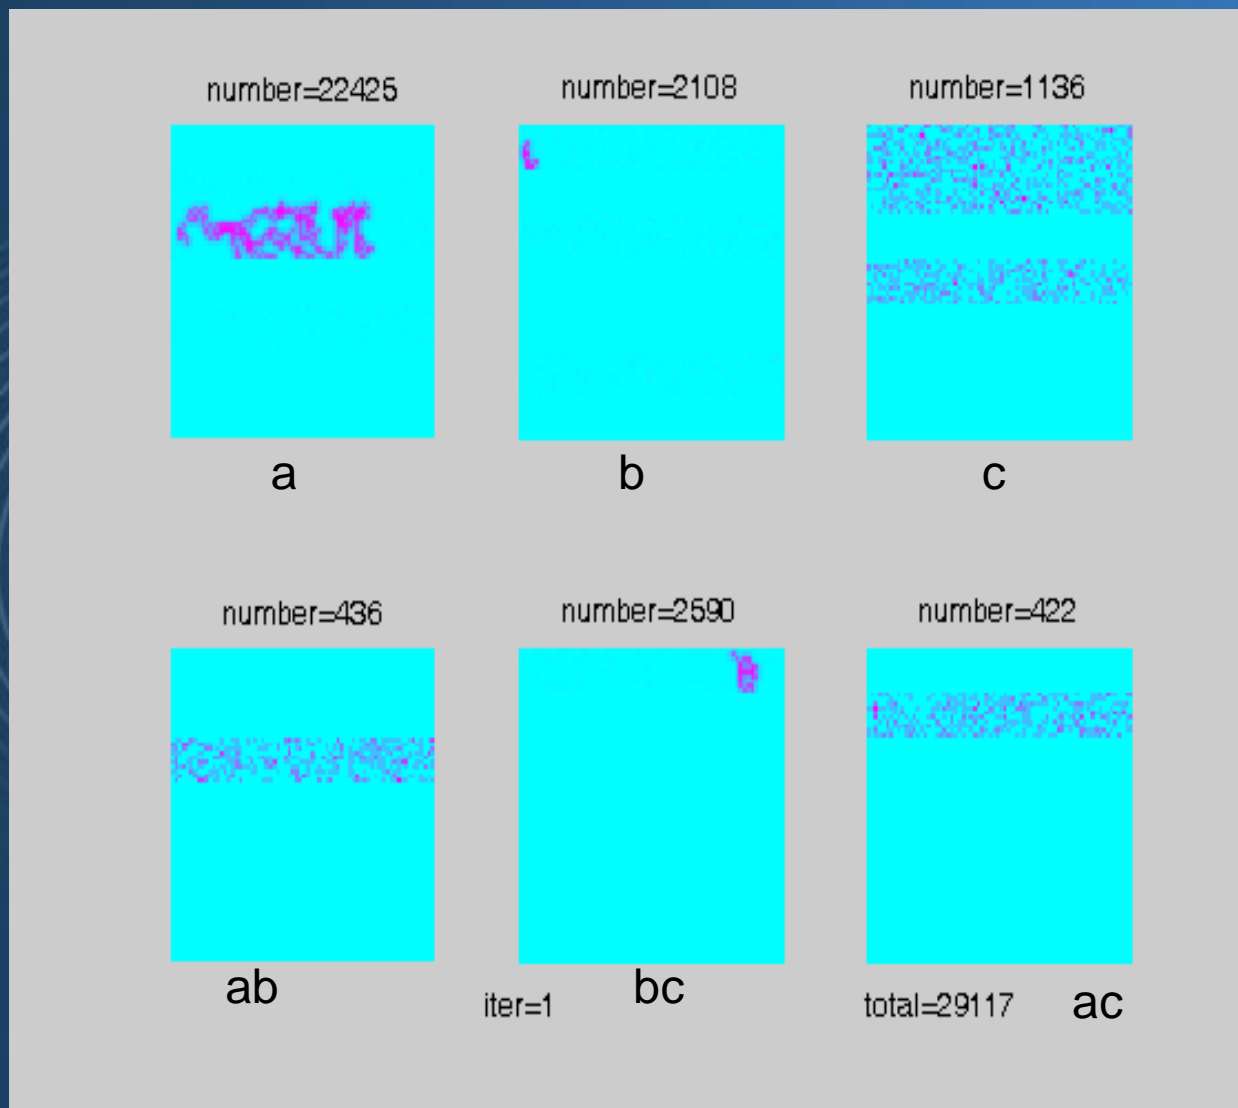 number=22425 number=2108 number=1136
a b c
number=436 number=2590 number=422
ab bc ac
iter=1 total=29117